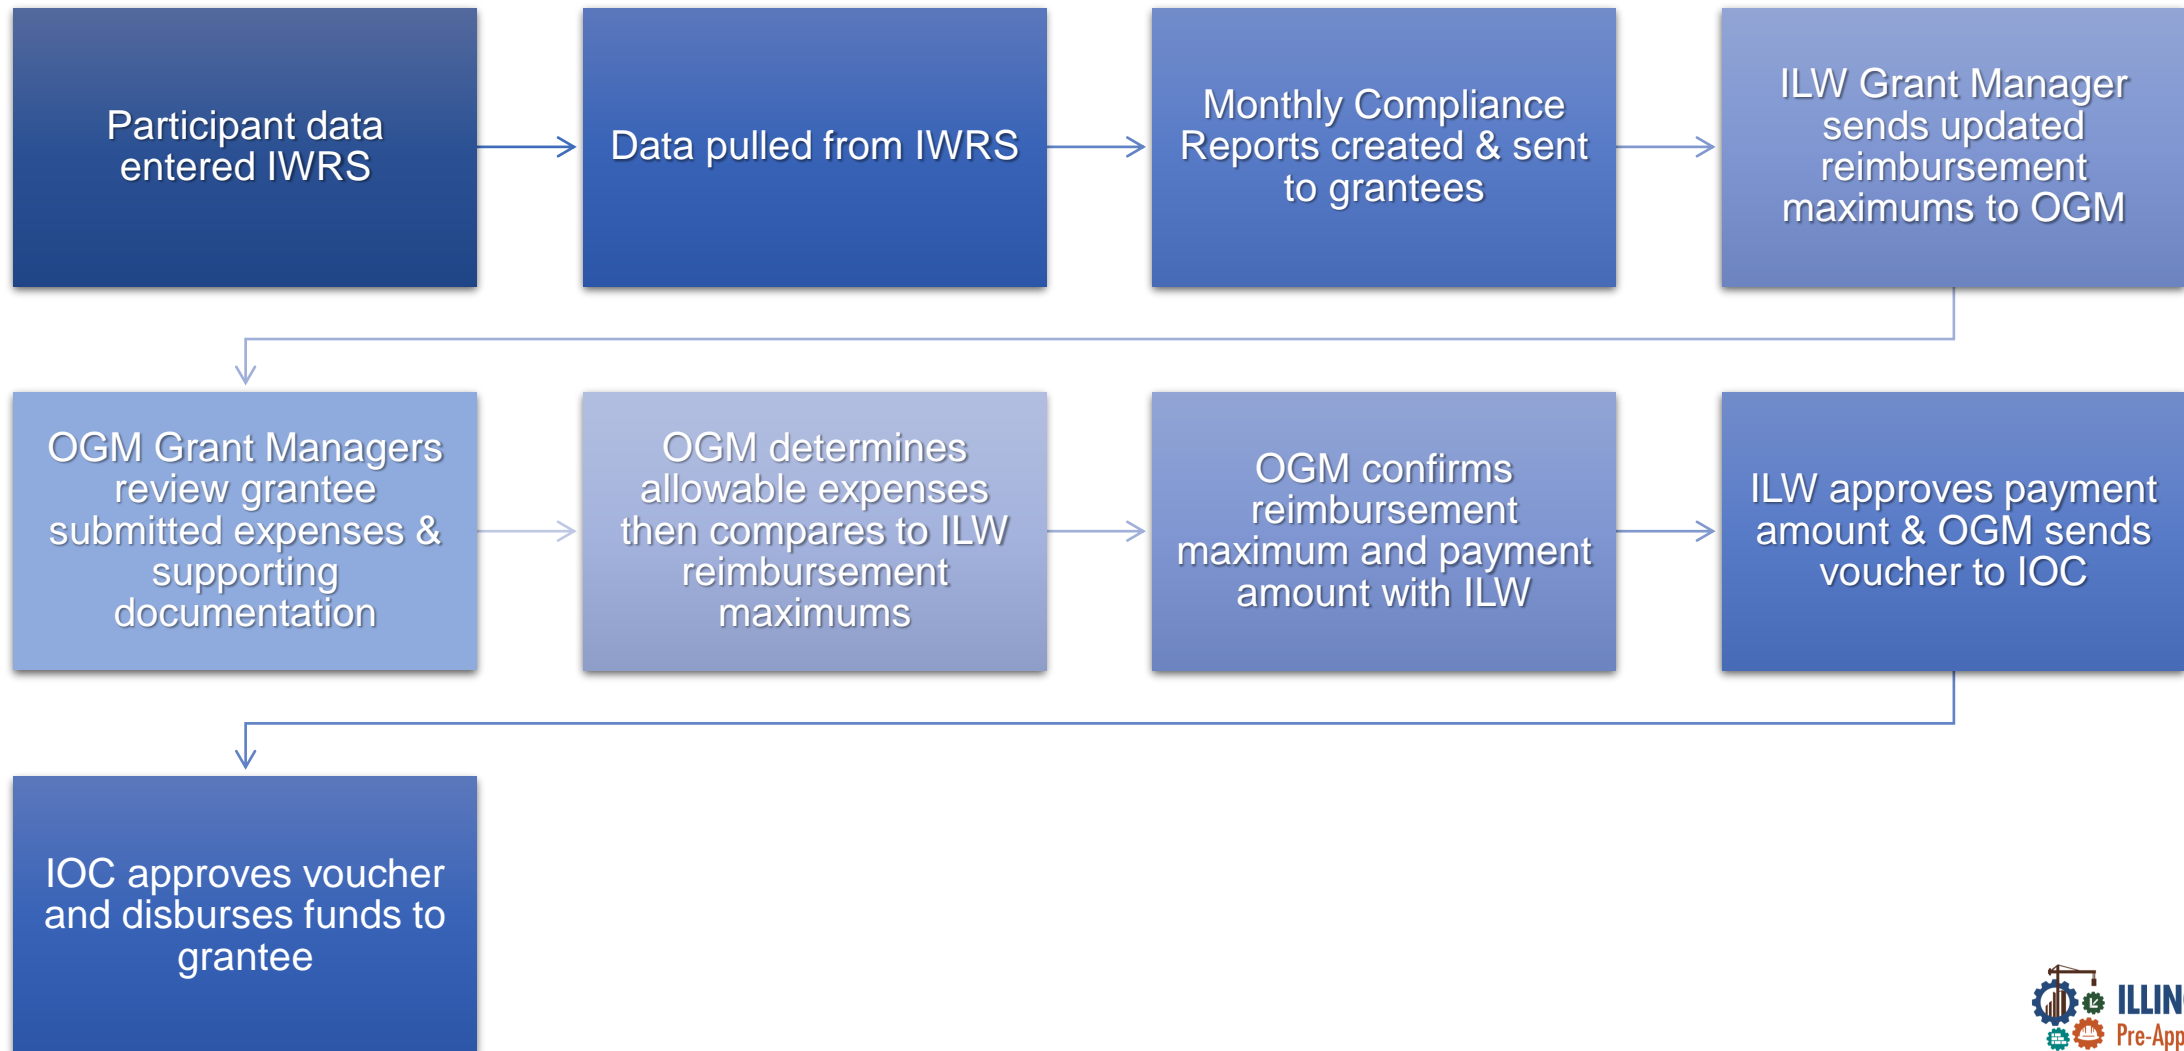 Participant data
entered IWRS
Data pulled from IWRS
Monthly Compliance
Reports created & sent
to grantees
ILW Grant Manager
sends updated
reimbursement
maximums to OGM
OGM Grant Managers
review grantee
submitted expenses &
supporting
documentation
OGM determines
allowable expenses
then compares to ILW
reimbursement
maximums
OGM confirms
reimbursement
maximum and payment
amount with ILW
ILW approves payment
amount & OGM sends
voucher to IOC
IOC approves voucher
and disburses funds to
grantee
ILLIN
Pre-App